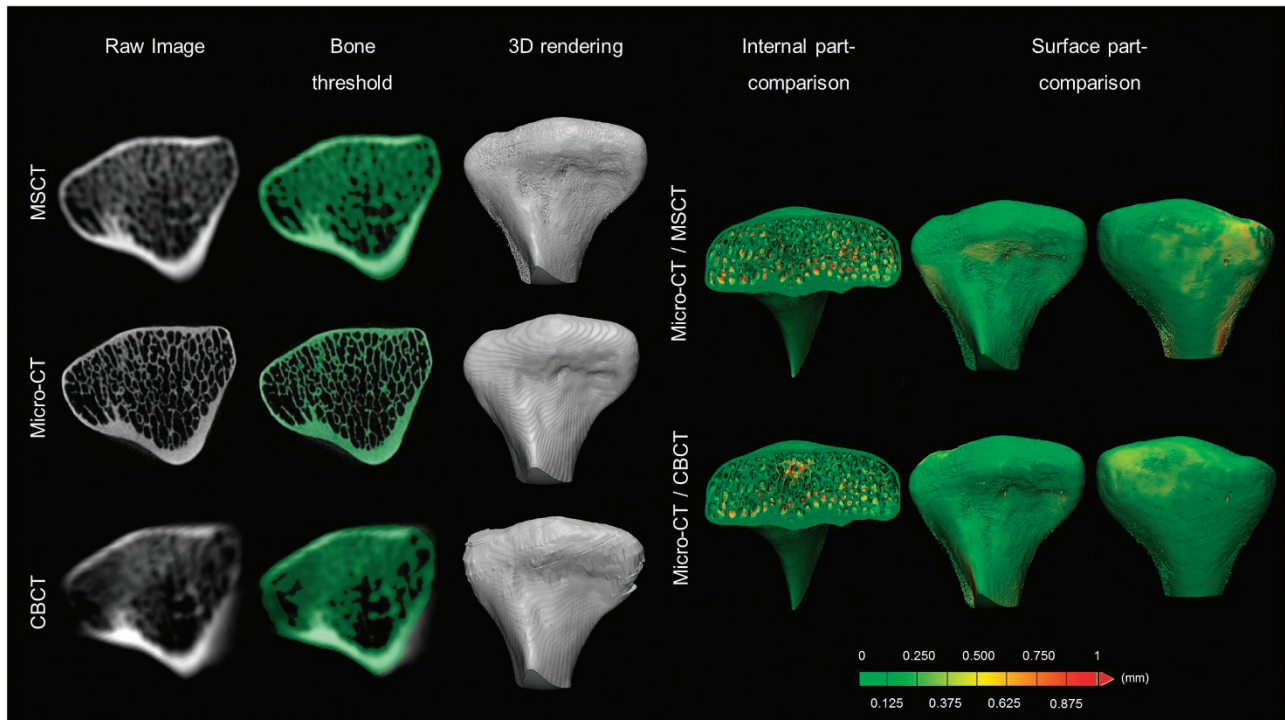 Raw Image
Bone
threshold
3D rendering
Internal part-
comparison
Surface part-
comparison
MSCT
Micro-CT
CBCT
Micro-CT / MSCT
Micro-CT / CBCT
0 0.250 0.500 0.750 1
(mm)
0.125 0.375 0.625 0.875